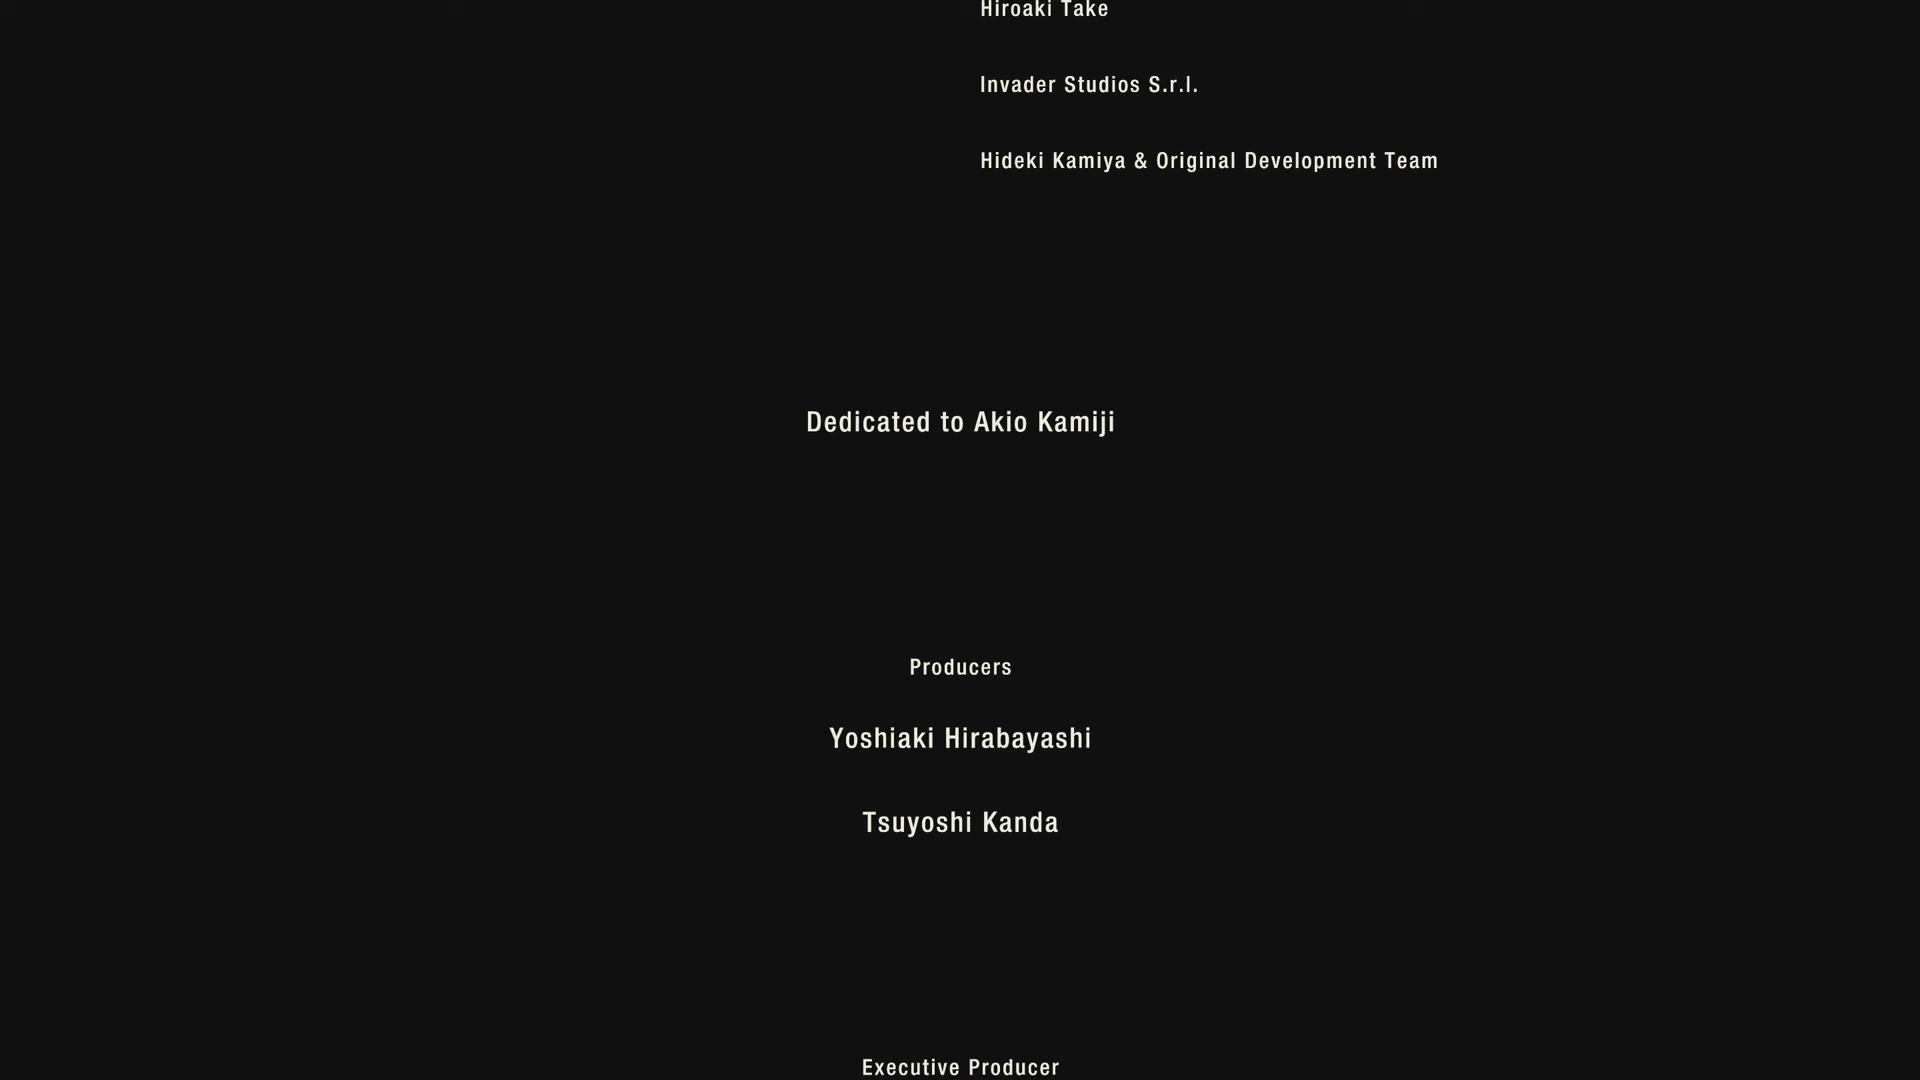 Hiroaki Take
Invader Studios S.r.l.
Hideki Kamiya & Original Development Team
Dedicated to Akio Kamiji
Producers
Yoshiaki Hirabayashi
Tsuyoshi Kanda
Executive Producer